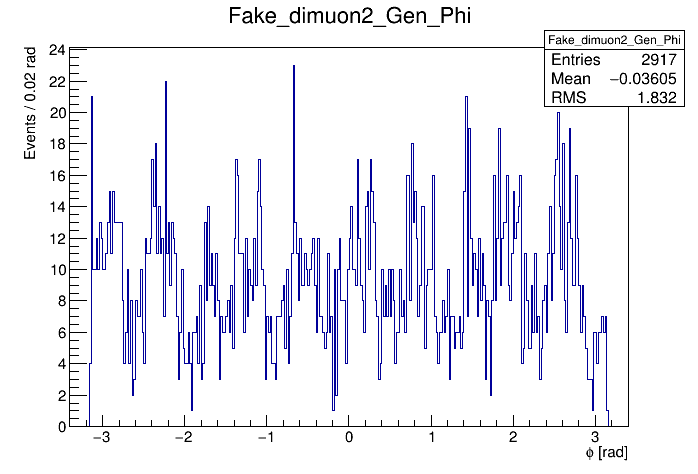 Fake_dimuon2_Gen_Phi
Fake_dimuon2_Gen_Phi
Entries 2917
Mean −0.03605
RMS 1.832
Events / 0.02 rad
24
22
20
18
16
14
12
10
8
6
4
2
0
−3 −2 −1 0 1 2 3
ϕ [rad]